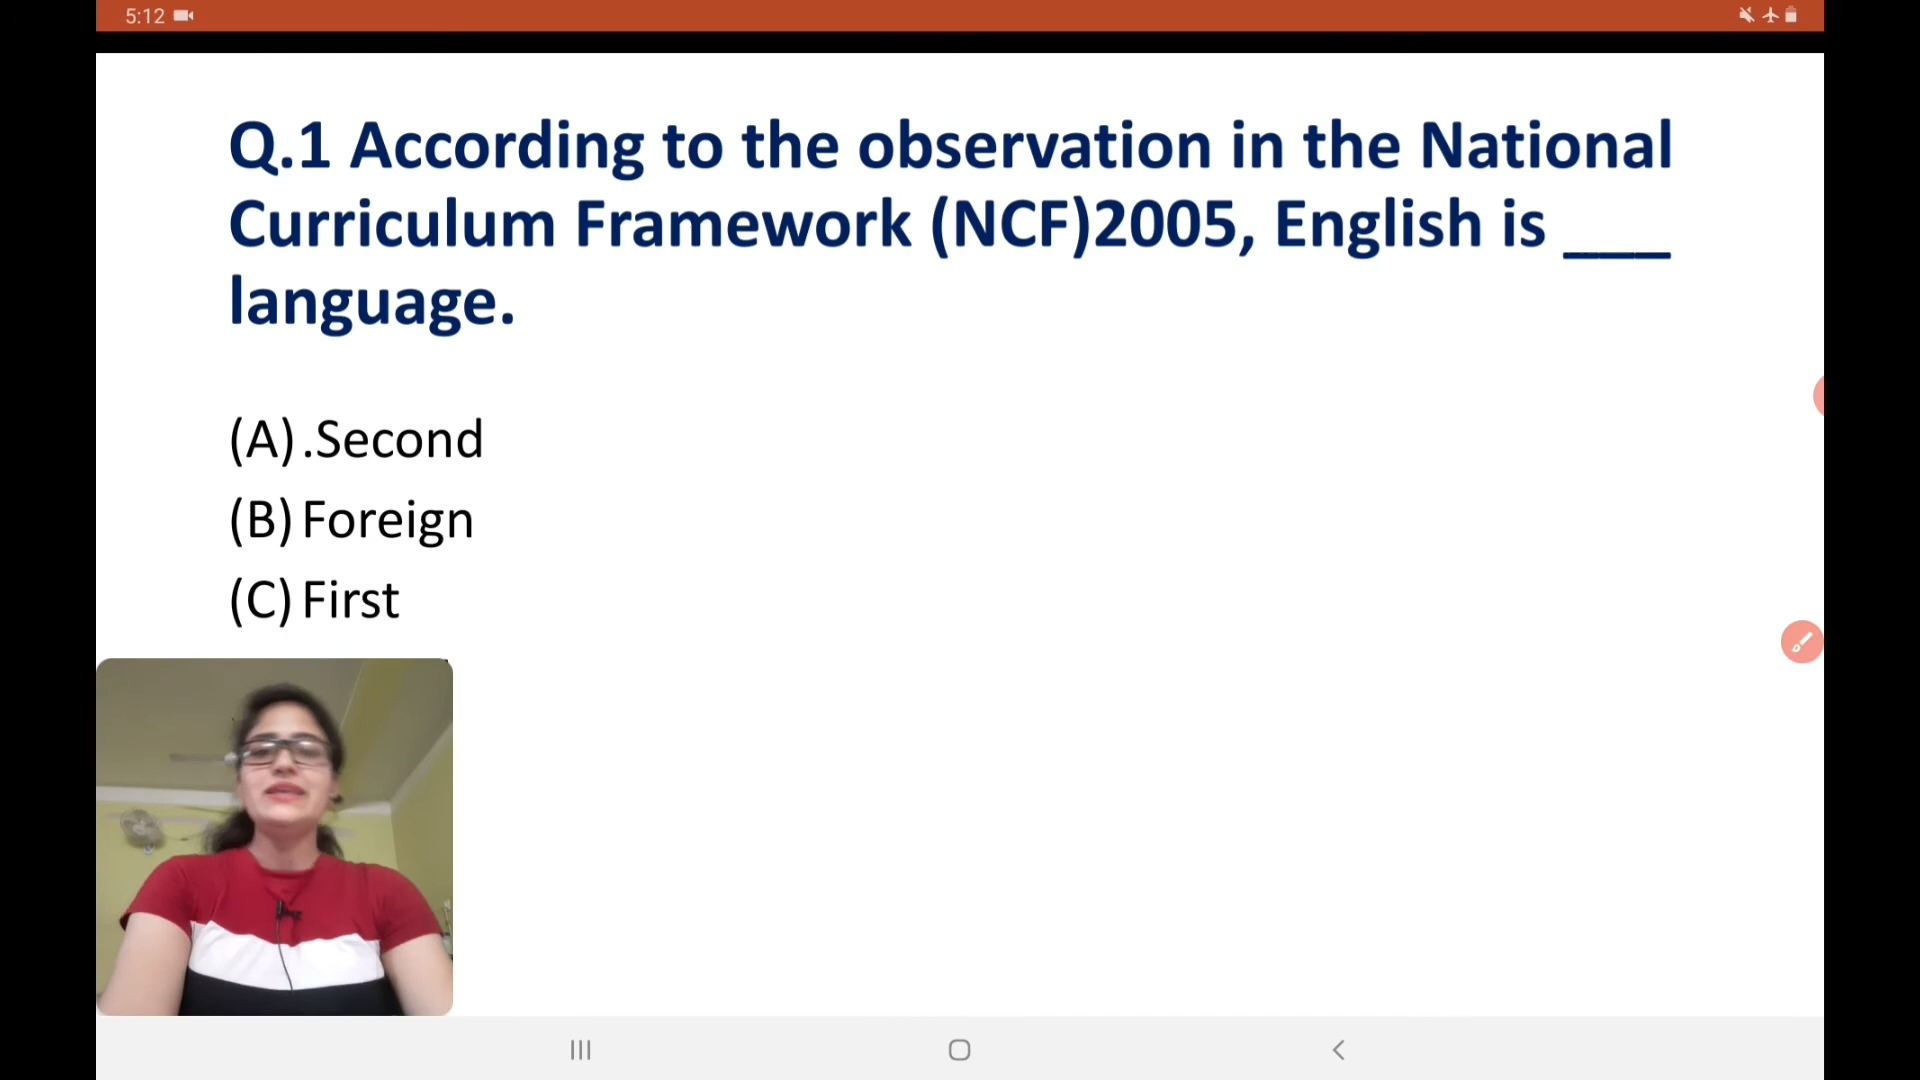 5:12
Q.1 According to the observation in the National
Curriculum Framework (NCF)2005, English is ___
language.
(A).Second
(B) Foreign
(C) First